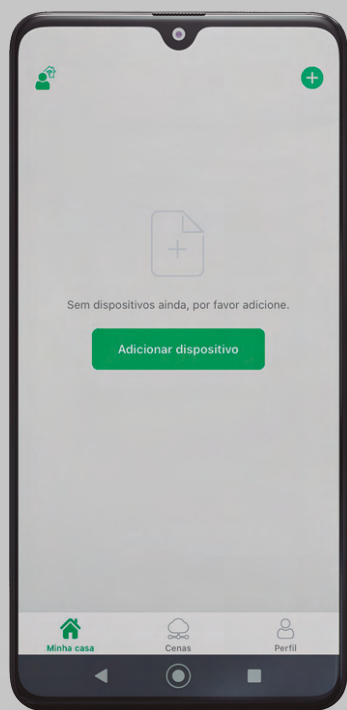 Sem dispositivos ainda, por favor adicione.
Adicionar dispositivo
Minha casa
Cenas
Perfil